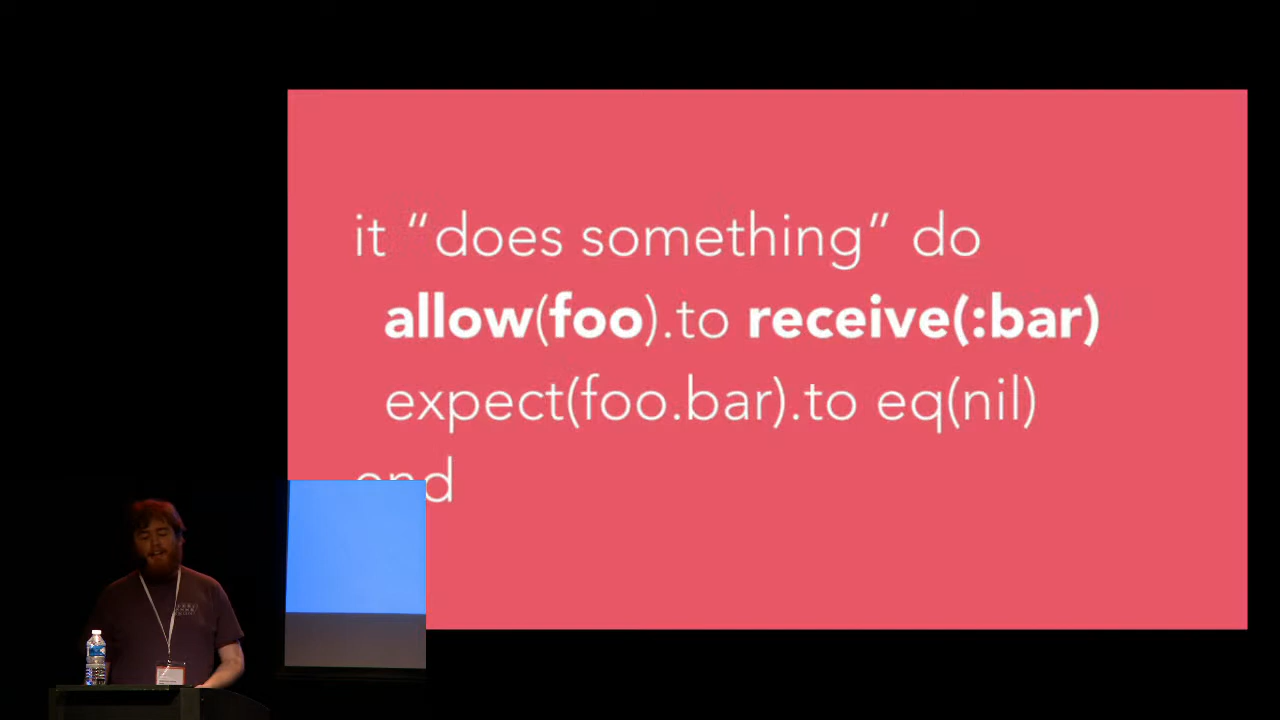 it “does something” do
allow(foo).to receive(:bar)
expect(foo.bar).to eq(nil)
end